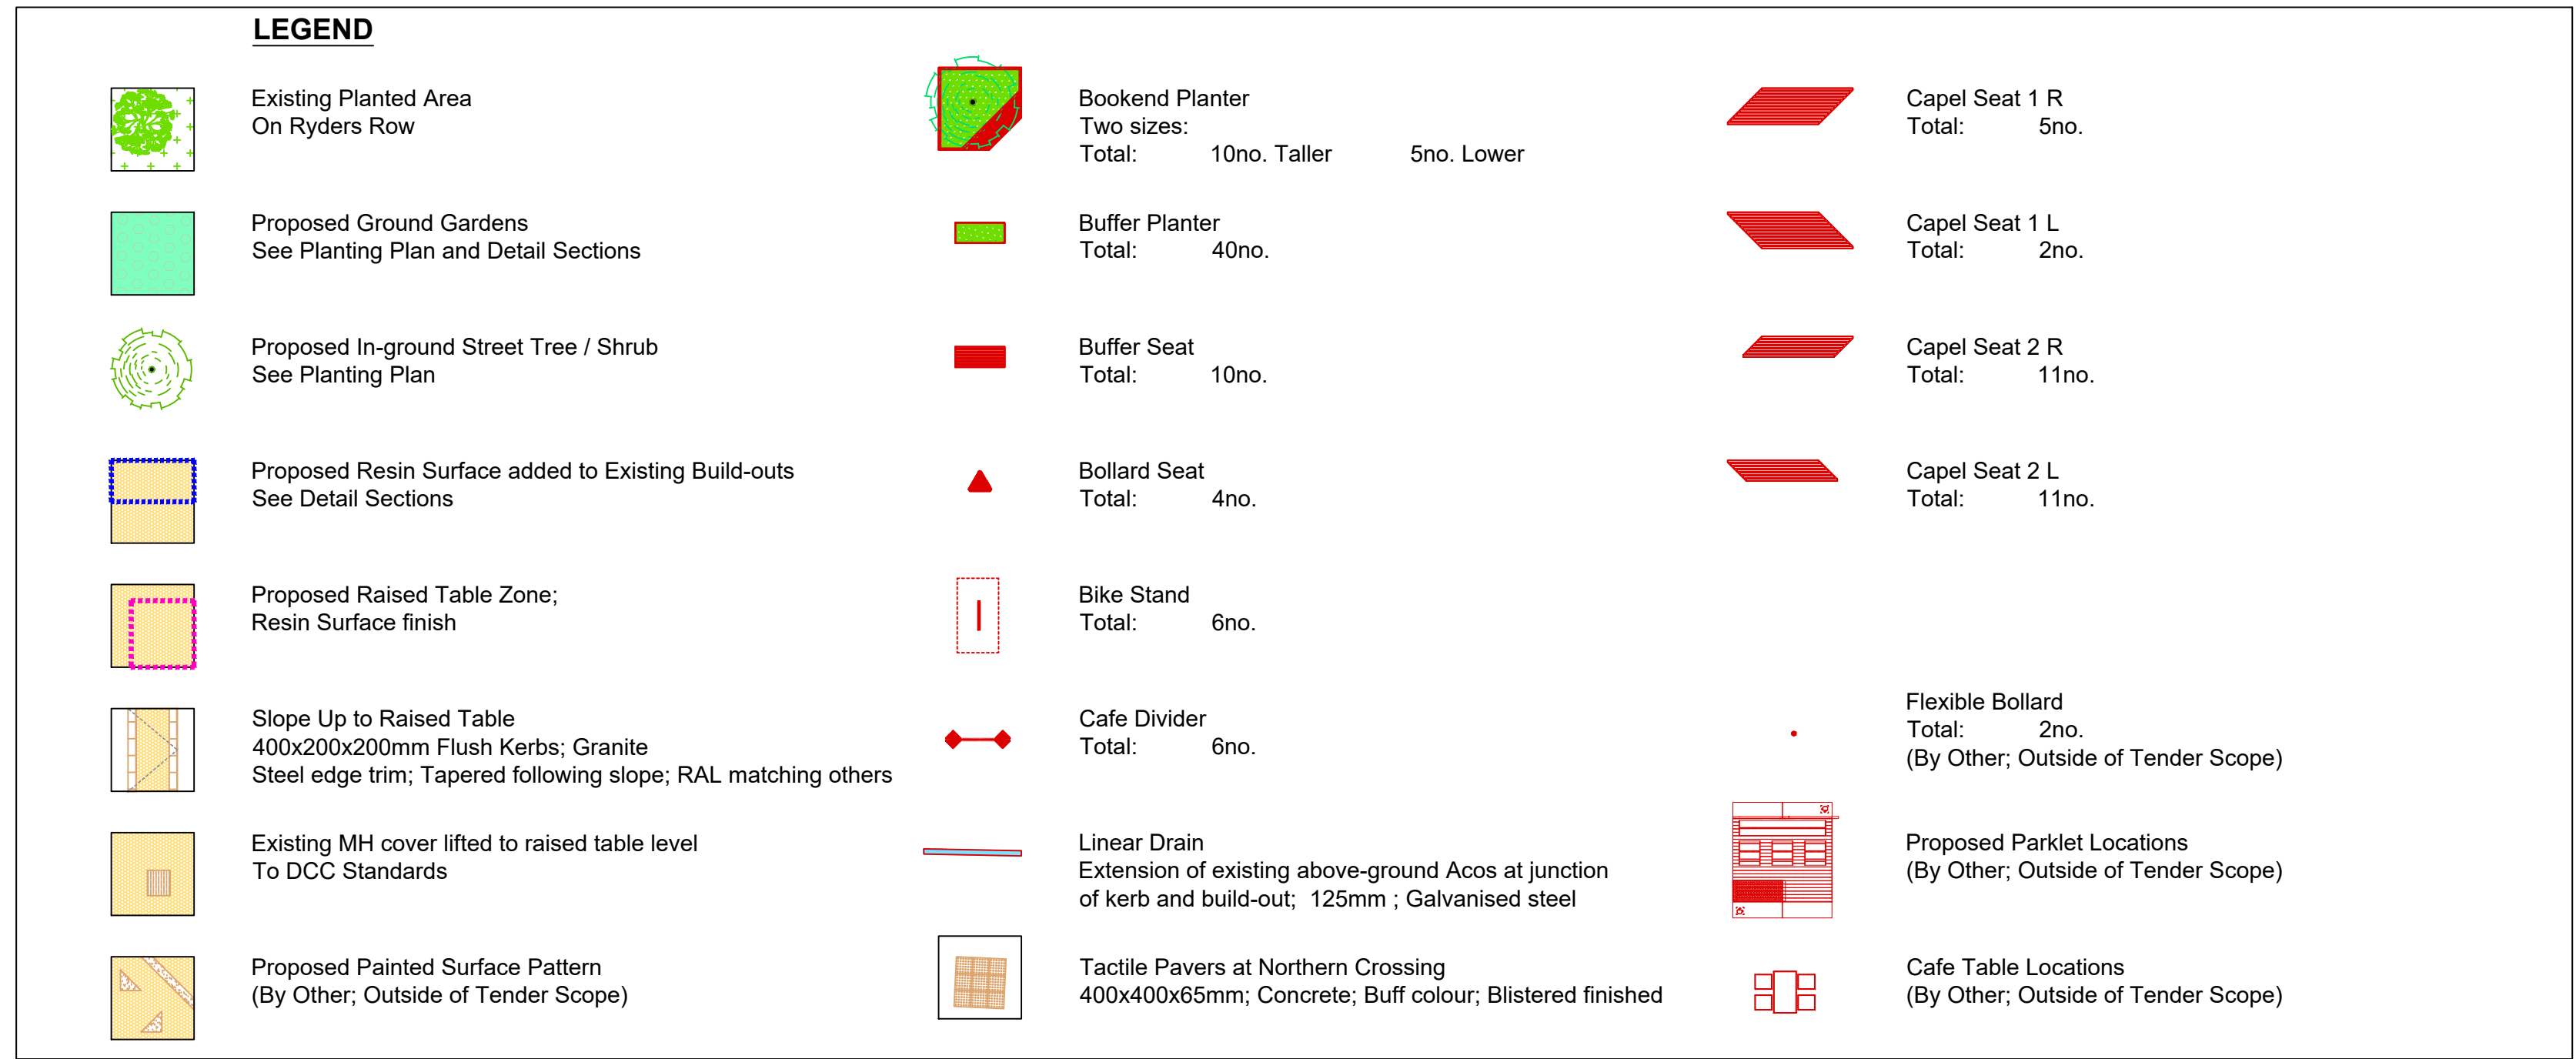 LEGEND
Existing Planted Area
On Ryders Row
Proposed Ground Gardens
See Planting Plan and Detail Sections
Proposed In-ground Street Tree / Shrub
See Planting Plan
Proposed Resin Surface added to Existing Build-outs
See Detail Sections
Proposed Raised Table Zone;
Resin Surface finish
Slope Up to Raised Table
400x200x200mm Flush Kerbs; Granite
Steel edge trim; Tapered following slope; RAL matching others
Existing MH cover lifted to raised table level
To DCC Standards
Proposed Painted Surface Pattern
(By Other; Outside of Tender Scope)
Bookend Planter
Two sizes:
Total: 10no. Taller 5no. Lower
Buffer Planter
Total: 40no.
Buffer Seat
Total: 10no.
Bollard Seat
Total: 4no.
Bike Stand
Total: 6no.
Cafe Divider
Total: 6no.
Linear Drain
Extension of existing above-ground Acos at junction
of kerb and build-out; 125mm ; Galvanised steel
Tactile Pavers at Northern Crossing
400x400x65mm; Concrete; Buff colour; Blistered finished
Capel Seat 1 R
Total: 5no.
Capel Seat 1 L
Total: 2no.
Capel Seat 2 R
Total: 11no.
Capel Seat 2 L
Total: 11no.
Flexible Bollard
Total: 2no.
(By Other; Outside of Tender Scope)
Proposed Parklet Locations
(By Other; Outside of Tender Scope)
Cafe Table Locations
(By Other; Outside of Tender Scope)